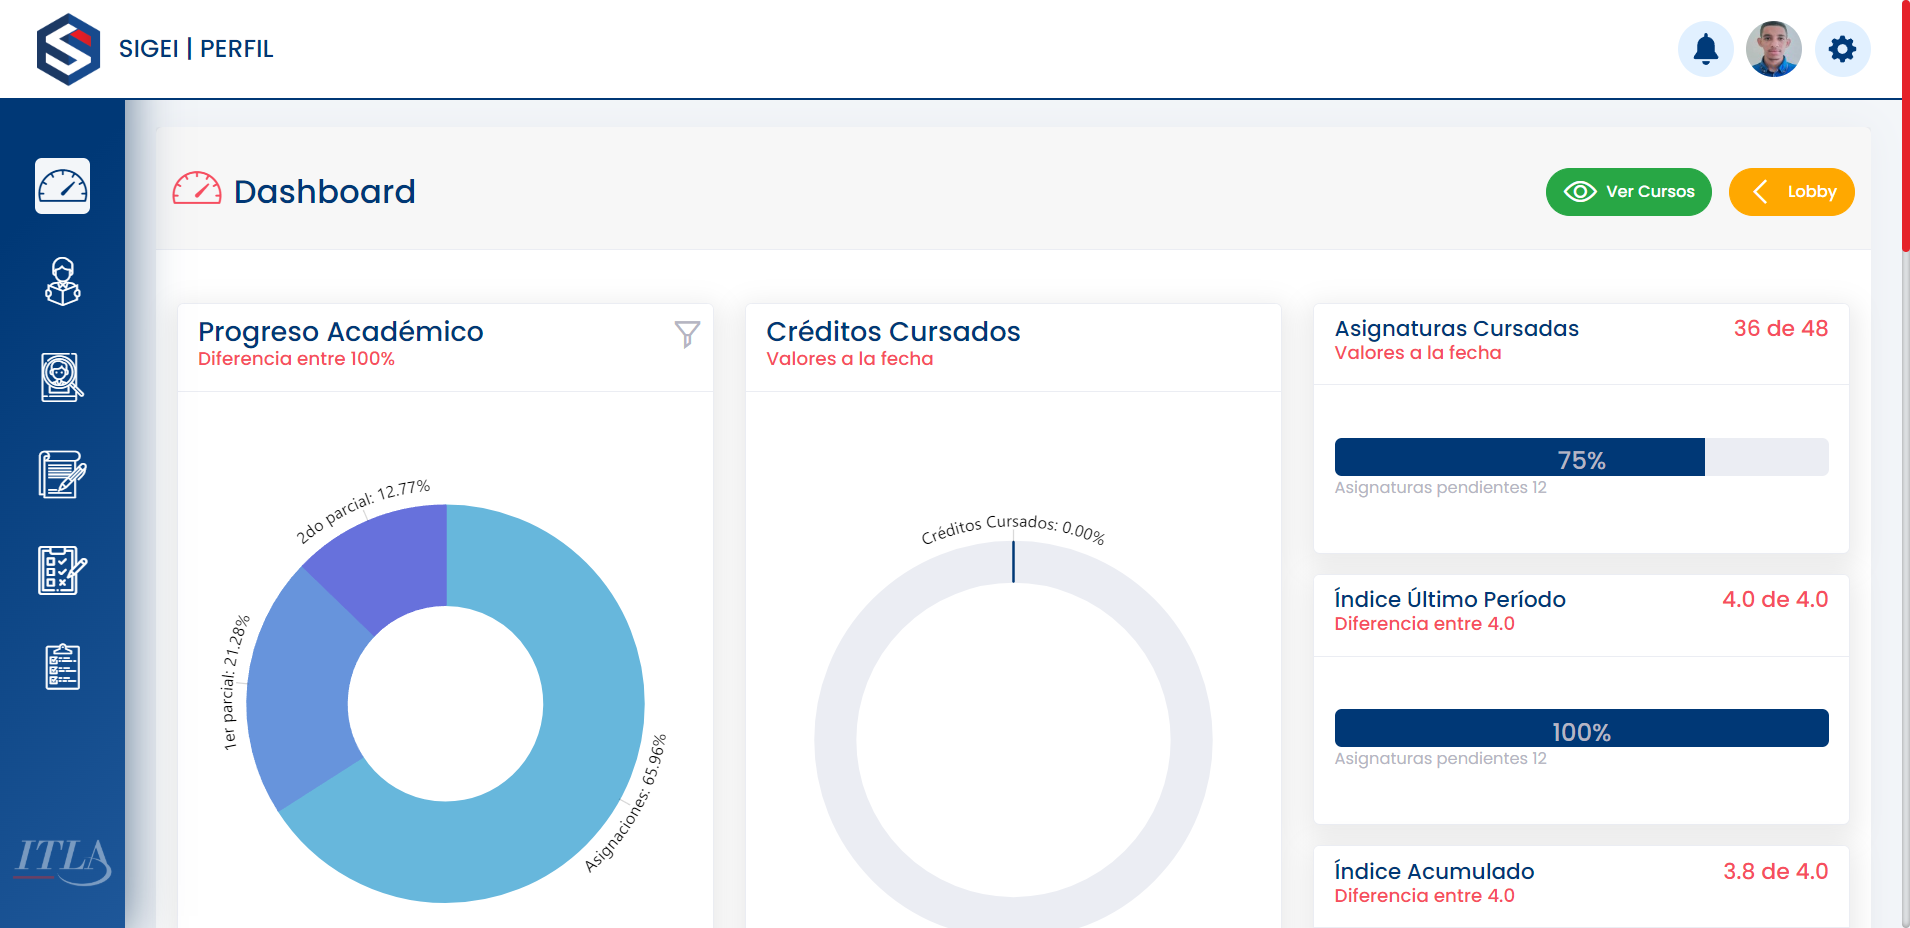 SIGEI | PERFIL
Dashboard
Ver Cursos
Lobby
Progreso Académico
Diferencia entre 100%
2do parcial: 12.77%
1er parcial: 21.28%
Asignaciones: 65.96%
Créditos Cursados
Valores a la fecha
Créditos Cursados: 0.00%
Asignaturas Cursadas
36 de 48
Valores a la fecha
75%
Asignaturas pendientes 12
Índice Último Período
4.0 de 4.0
Diferencia entre 4.0
100%
Asignaturas pendientes 12
Índice Acumulado
3.8 de 4.0
Diferencia entre 4.0
ITLA